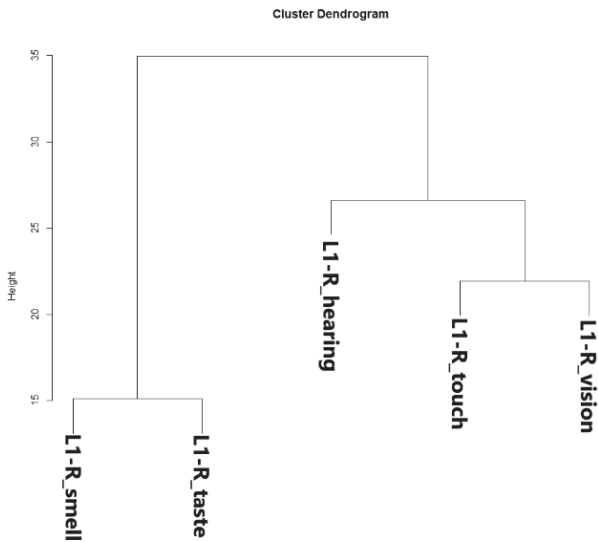 Cluster Dendrogram
Height
35
30
25
20
15
L1-R_smell
L1-R_taste
L1-R_hearing
L1-R_touch
L1-R_vision